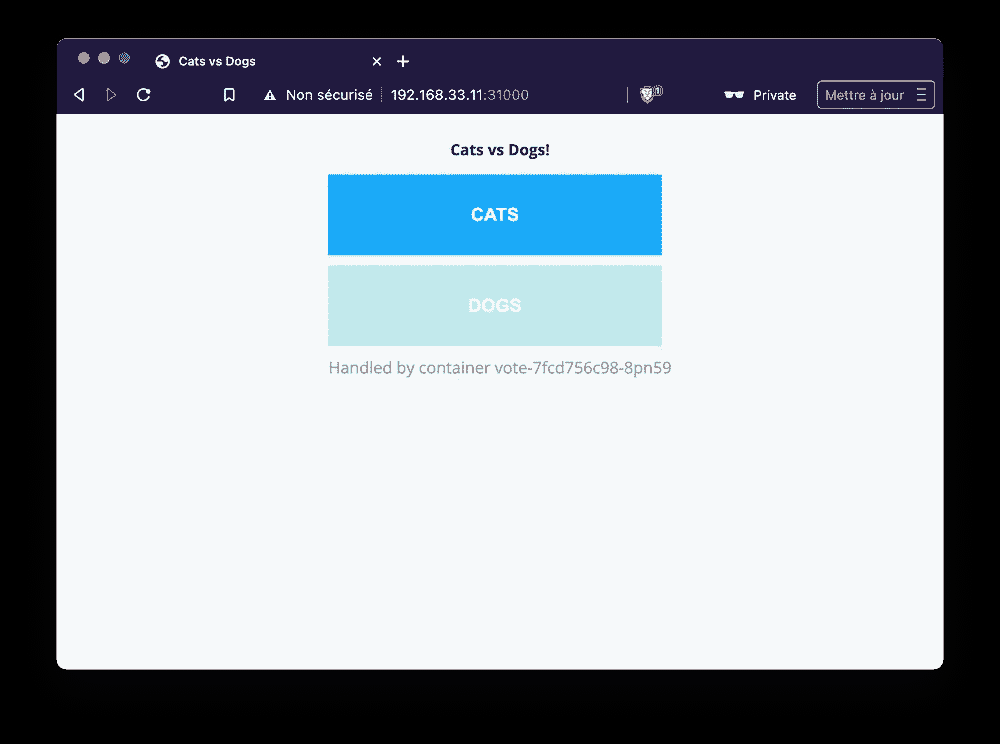 Cats vs Dogs
Non sécurisé 192.168.33.11:31000 Private Mettre à jour
Cats vs Dogs!
CATS
DOGS
Handled by container vote-7fcd756c98-8pn59